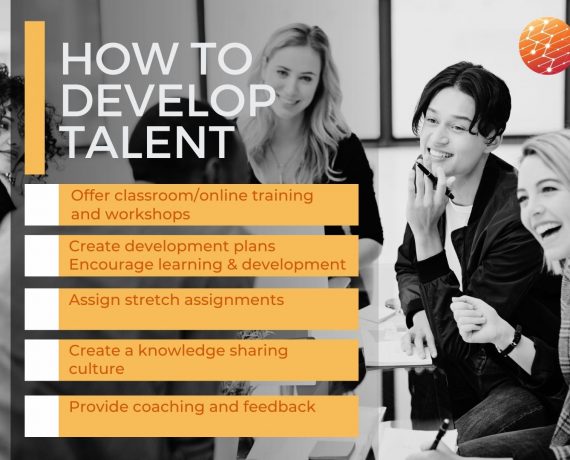 HOW TO
DEVELOP
TALENT
Offer classroom/online training
and workshops
Create development plans
Encourage learning & development
Assign stretch assignments
Create a knowledge sharing
culture
Provide coaching and feedback